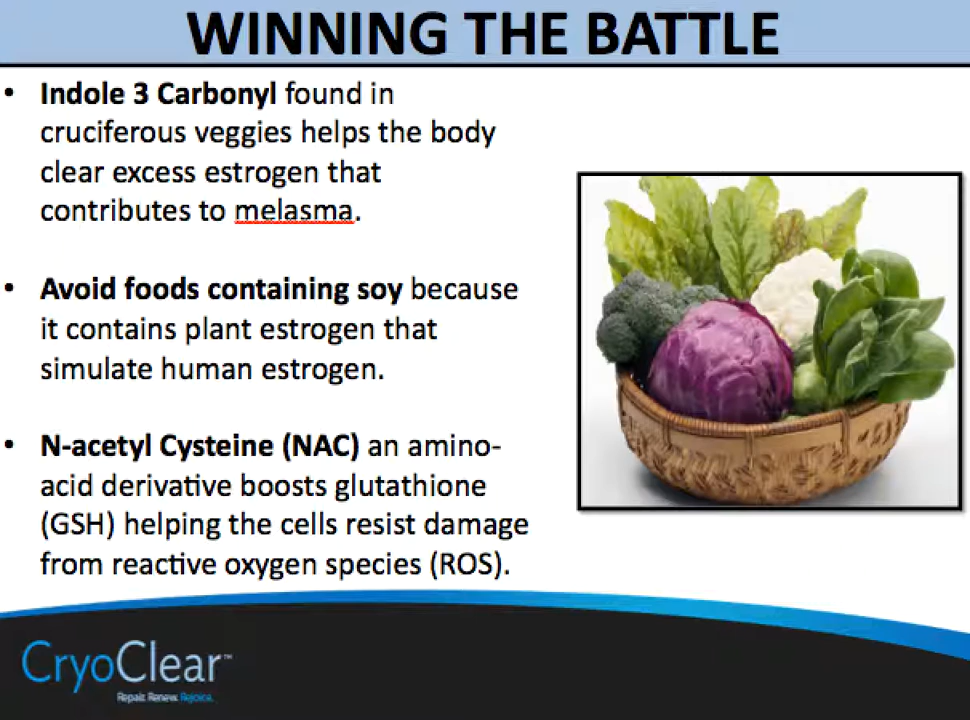 WINNING THE BATTLE
• Indole 3 Carbonyl found in
cruciferous veggies helps the body
clear excess estrogen that
contributes to melasma.
• Avoid foods containing soy because
it contains plant estrogen that
simulate human estrogen.
• N-acetyl Cysteine (NAC) an amino-
acid derivative boosts glutathione
(GSH) helping the cells resist damage
from reactive oxygen species (ROS).
CryoClear™
Repair. Renew. Rejoice.